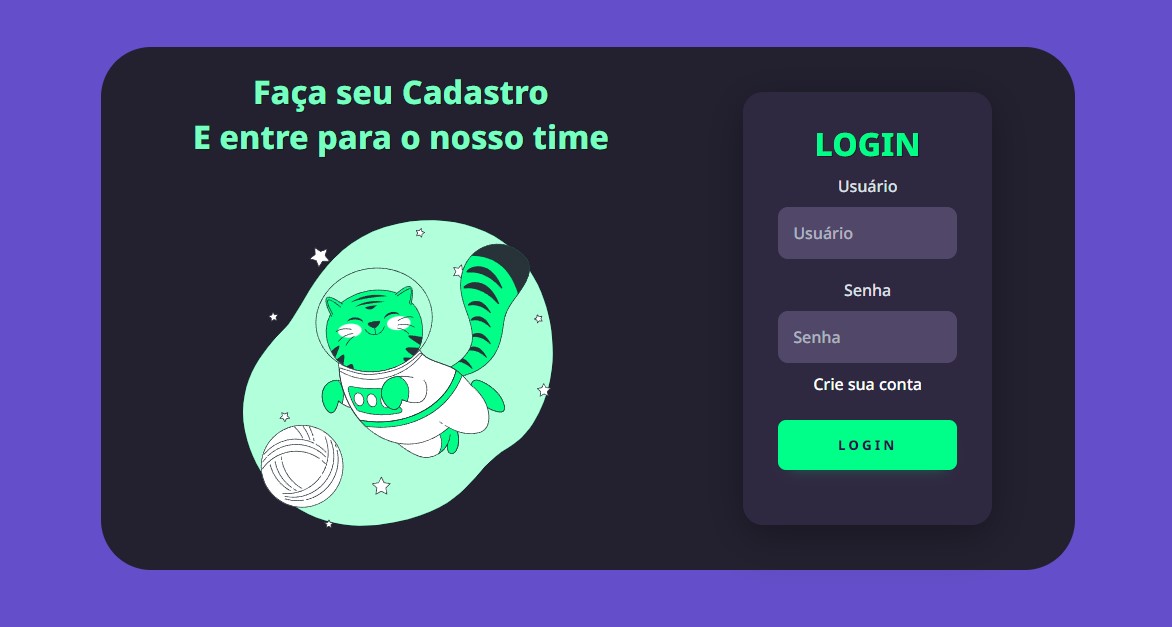 Faça seu Cadastro
E entre para o nosso time
LOGIN
Usuário
Usuário
Senha
Senha
Crie sua conta
LOGIN